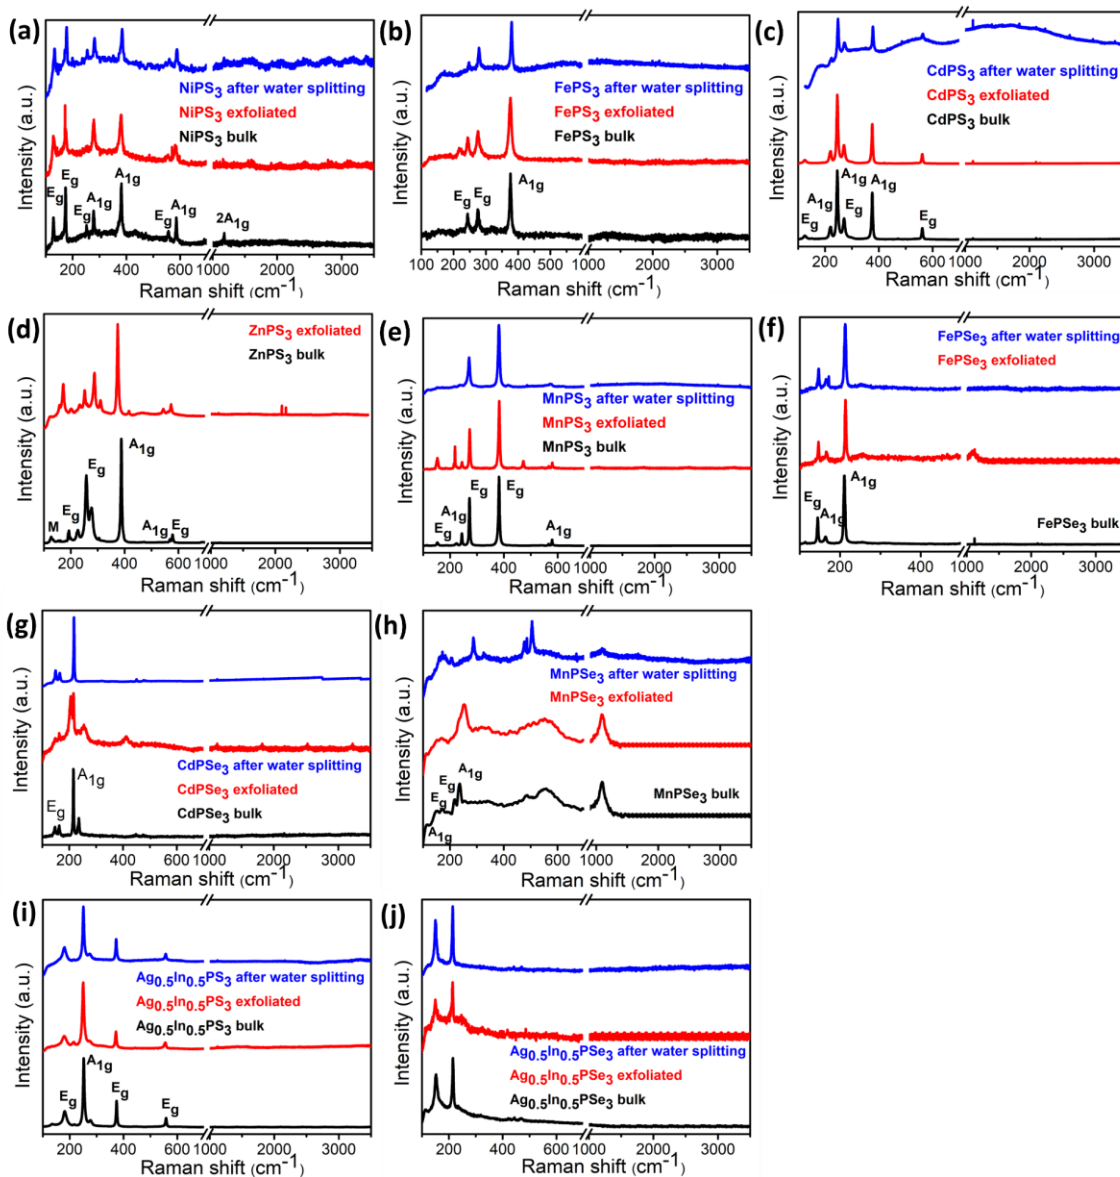 (a)
Intensity (a.u.)
NiPS3 after water splitting
NiPS3 exfoliated
NiPS3 bulk
Eg
Eg
Eg
A1g
A1g
Eg
A1g
2A1g
200 400 600 1000 2000 3000
Raman shift (cm-1)
(b)
Intensity (a.u.)
FePS3 after water splitting
FePS3 exfoliated
FePS3 bulk
Eg
Eg
A1g
100 200 300 400 500 600 1000 2000 3000
Raman shift (cm-1)
(c)
Intensity (a.u.)
CdPS3 after water splitting
CdPS3 exfoliated
CdPS3 bulk
Eg
A1g
A1g
Eg
A1g
Eg
200 400 600 1000 2000 3000
Raman shift (cm-1)
(d)
Intensity (a.u.)
ZnPS3 exfoliated
ZnPS3 bulk
M
Eg
Eg
A1g
A1g
Eg
200 400 600 1000 2000 3000
Raman shift (cm-1)
(e)
Intensity (a.u.)
MnPS3 after water splitting
MnPS3 exfoliated
MnPS3 bulk
Eg
A1g
Eg
Eg
A1g
200 400 600 1000 2000 3000
Raman shift (cm-1)
(f)
Intensity (a.u.)
FePSe3 after water splitting
FePSe3 exfoliated
FePSe3 bulk
Eg
A1g
A1g
200 400 1000 2000 3000
Raman shift (cm-1)
(g)
Intensity (a.u.)
CdPSe3 after water splitting
CdPSe3 exfoliated
CdPSe3 bulk
Eg
A1g
200 400 600 1000 2000 3000
Raman shift (cm-1)
(h)
Intensity (a.u.)
MnPSe3 after water splitting
MnPSe3 exfoliated
MnPSe3 bulk
A1g
Eg
Eg
A1g
200 400 600 1000 2000 3000
Raman shift (cm-1)
(i)
Intensity (a.u.)
Ag0.5In0.5PS3 after water splitting
Ag0.5In0.5PS3 exfoliated
Ag0.5In0.5PS3 bulk
Eg
A1g
Eg
Eg
200 400 600 1000 2000 3000
Raman shift (cm-1)
(j)
Intensity (a.u.)
Ag0.5In0.5PSe3 after water splitting
Ag0.5In0.5PSe3 exfoliated
Ag0.5In0.5PSe3 bulk
200 400 600 1000 2000 3000
Raman shift (cm-1)